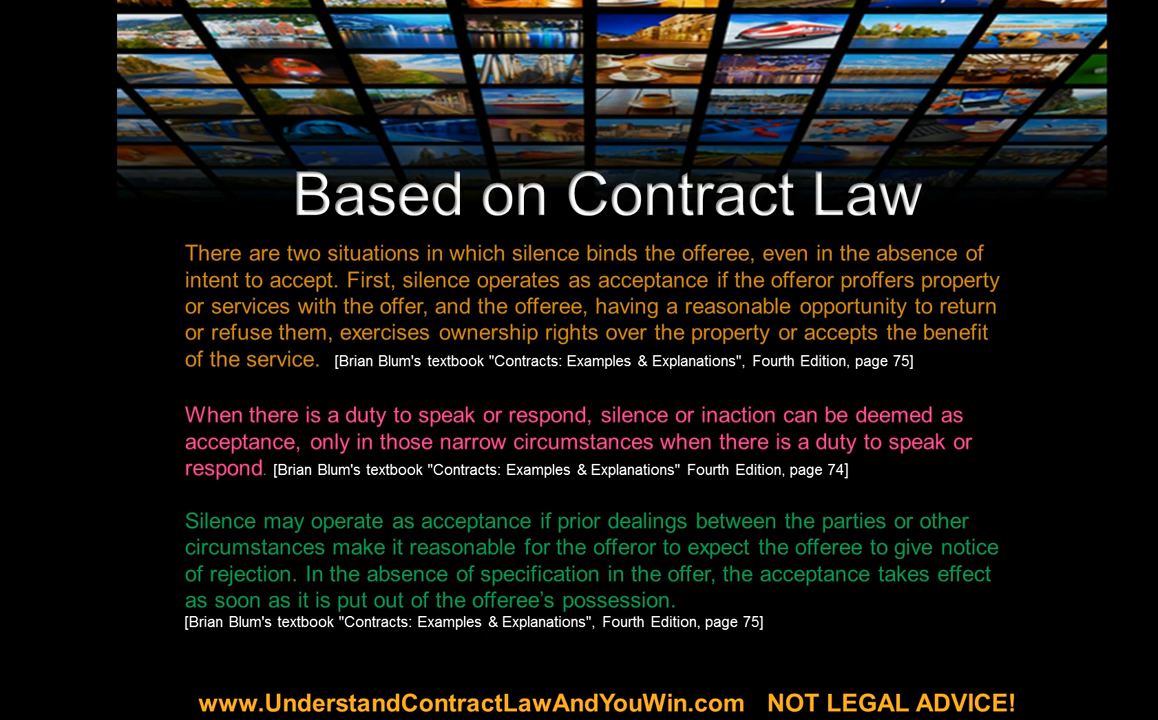 Based on Contract Law
There are two situations in which silence binds the offeree, even in the absence of
intent to accept. First, silence operates as acceptance if the offeror proffers property
or services with the offer, and the offeree, having a reasonable opportunity to return
or refuse them, exercises ownership rights over the property or accepts the benefit
of the service. [Brian Blum's textbook "Contracts: Examples & Explanations", Fourth Edition, page 75]
When there is a duty to speak or respond, silence or inaction can be deemed as
acceptance, only in those narrow circumstances when there is a duty to speak or
respond. [Brian Blum's textbook "Contracts: Examples & Explanations" Fourth Edition, page 74]
Silence may operate as acceptance if prior dealings between the parties or other
circumstances make it reasonable for the offeror to expect the offeree to give notice
of rejection. In the absence of specification in the offer, the acceptance takes effect
as soon as it is put out of the offeree’s possession.
[Brian Blum's textbook "Contracts: Examples & Explanations", Fourth Edition, page 75]
www.UnderstandContractLawAndYouWin.com NOT LEGAL ADVICE!